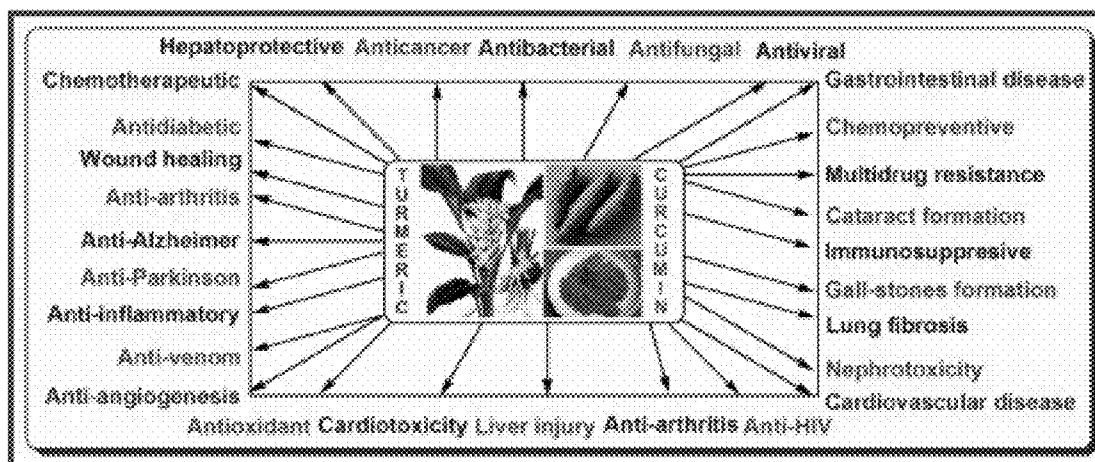 Hepatoprotective Anticancer Antibacterial Antifungal Antiviral
Chemotherapeutic
Antidiabetic
Wound healing
Anti-arthritis
Anti-Alzheimer
Anti-Parkinson
Anti-inflammatory
Anti-venom
Anti-angiogenesis
TURMERIC
CURCUMIN
Gastrointestinal disease
Chemopreventive
Multidrug resistance
Cataract formation
Immunosuppresive
Gall-stones formation
Lung fibrosis
Nephrotoxicity
Cardiovascular disease
Antioxidant Cardiotoxicity Liver injury Anti-arthritis Anti-HIV